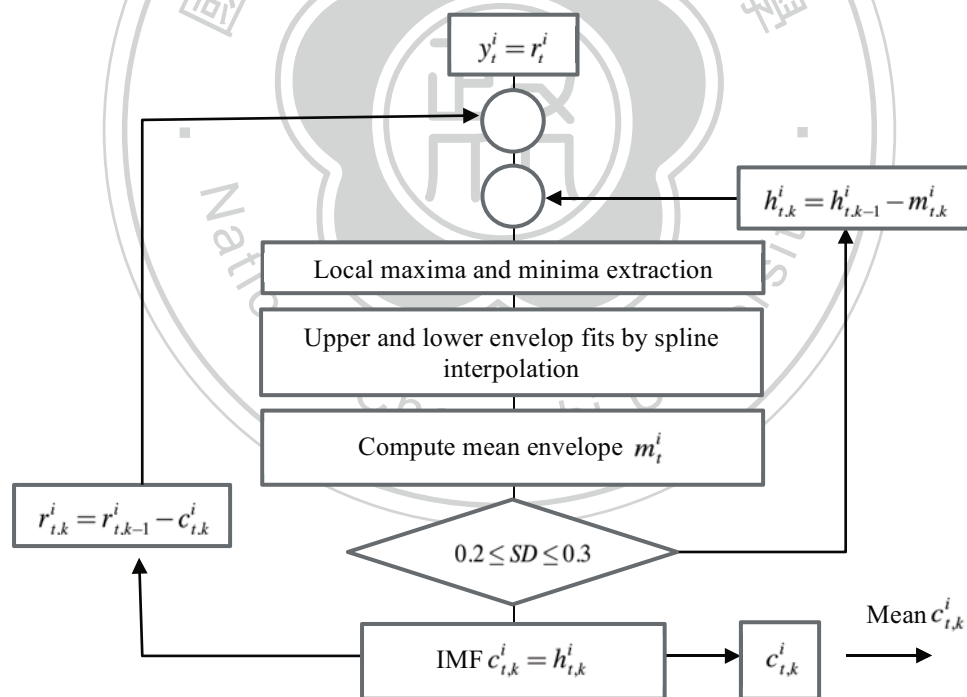 y_t^i = r_t^i
h_{t.k}^i = h_{t.k-1}^i − m_{t.k}^i
Local maxima and minima extraction
Upper and lower envelop fits by spline
interpolation
Compute mean envelope m_t^i
r_{t.k}^i = r_{t.k-1}^i − c_{t.k}^i
0.2 ≤ SD ≤ 0.3
Mean c_{t,k}^i
IMF c_{t,k}^i = h_{t,k}^i
c_{t,k}^i